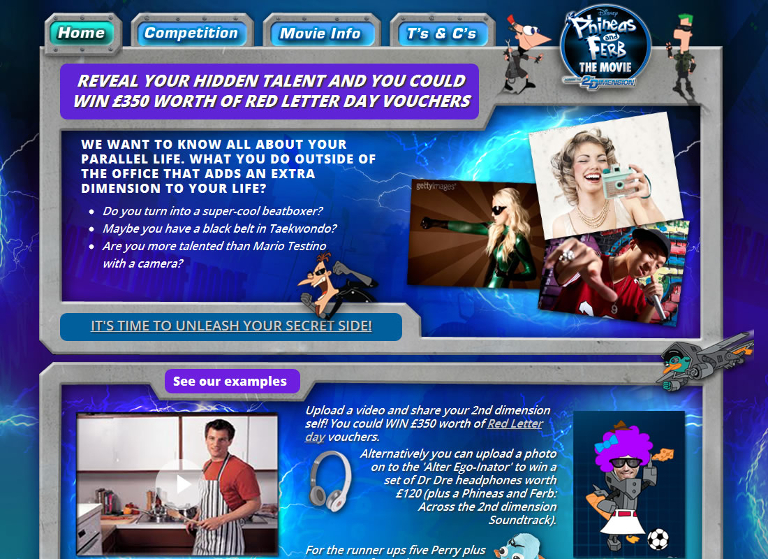 Home
Competition
Movie Info
T's & C's
Disney
Phineas
and
Ferb
THE MOVIE
2ND DIMENSION!
REVEAL YOUR HIDDEN TALENT AND YOU COULD
WIN £350 WORTH OF RED LETTER DAY VOUCHERS
WE WANT TO KNOW ALL ABOUT YOUR
PARALLEL LIFE. WHAT YOU DO OUTSIDE OF
THE OFFICE THAT ADDS AN EXTRA
DIMENSION TO YOUR LIFE?
Do you turn into a super-cool beatboxer?
Maybe you have a black belt in Taekwondo?
Are you more talented than Mario Testino
with a camera?
gettyimages
IT'S TIME TO UNLEASH YOUR SECRET SIDE!
See our examples
Upload a video and share your 2nd dimension
self! You could WIN £350 worth of Red Letter
day vouchers.
Alternatively you can upload a photo
on to the 'Alter Ego-Inator' to win a
set of Dr Dre headphones worth
£120 (plus a Phineas and Ferb:
Across the 2nd dimension
Soundtrack).
For the runner ups five Perry plus